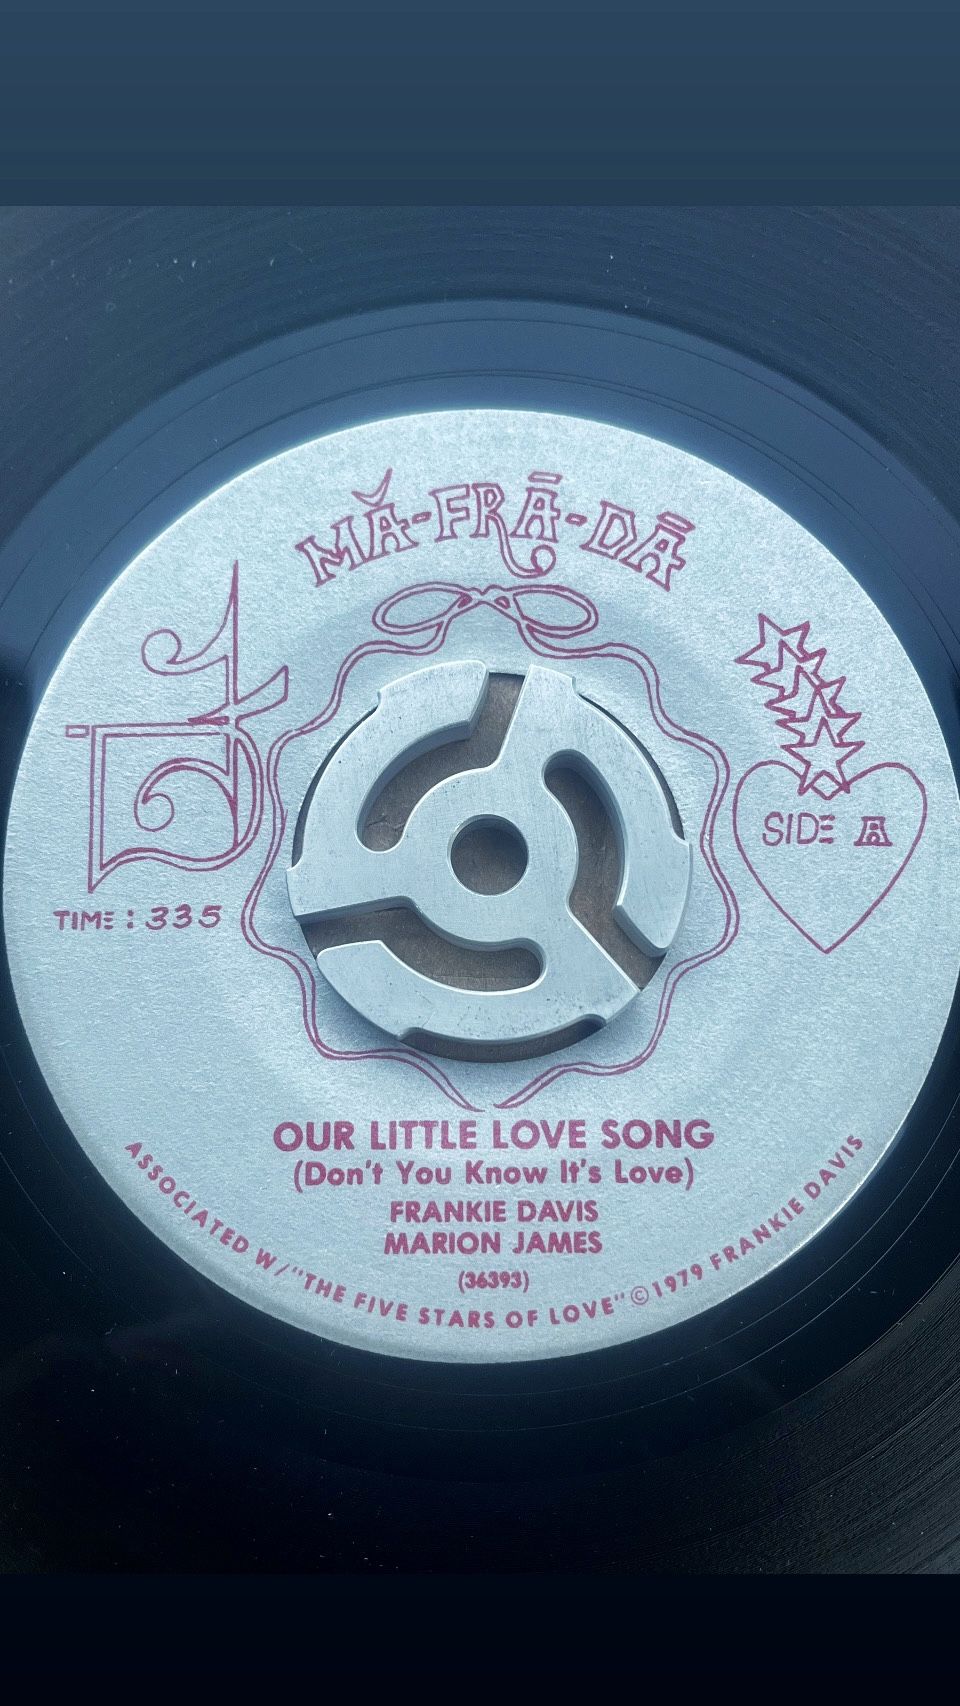 MĂ-FRĀ-DĀ
TIME : 335
SIDE A
OUR LITTLE LOVE SONG
(Don't You Know It's Love)
FRANKIE DAVIS
MARION JAMES
(36393)
ASSOCIATED W/"THE FIVE STARS OF LOVE" © 1979 FRANKIE DAVIS